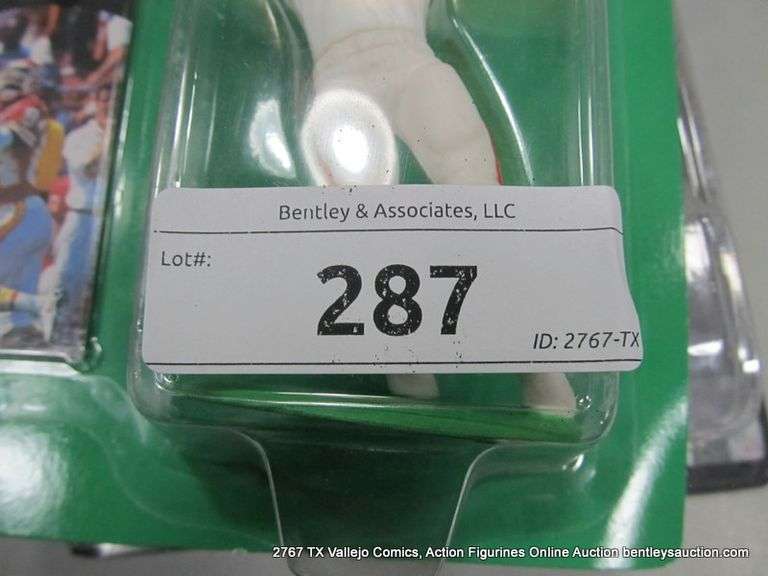 Bentley & Associates, LLC
Lot#:
287
ID: 2767-TX
2767 TX Vallejo Comics, Action Figurines Online Auction bentleysauction.com